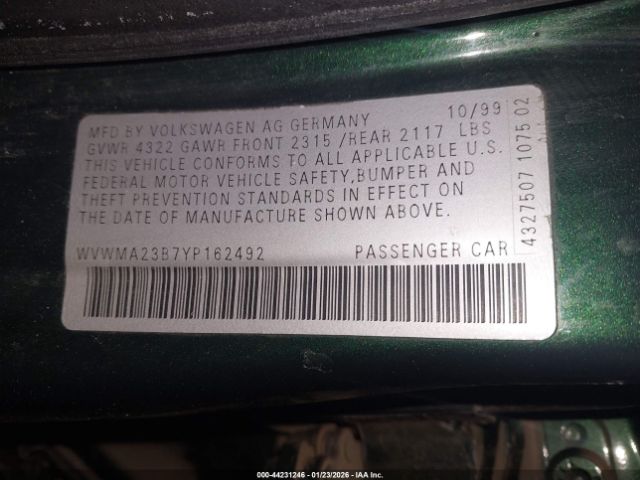 MFD BY VOLKSWAGEN AG GERMANY 10/99
GVWR 4322 GAWR FRONT 2315 /REAR 2117 LBS
THIS VEHICLE CONFORMS TO ALL APPLICABLE U.S.
FEDERAL MOTOR VEHICLE SAFETY,BUMPER AND
THEFT PREVENTION STANDARDS IN EFFECT ON
THE DATE OF MANUFACTURE SHOWN ABOVE.
WVWMA23B7YP162492 PASSENGER CAR
4327507 1075 02
000-44231246 - 01/23/2026 - IAA Inc.